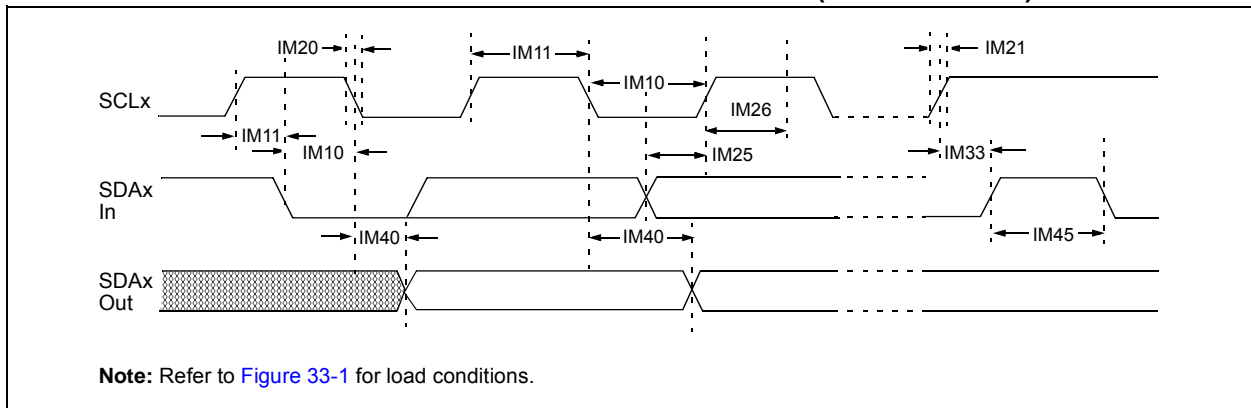 IM20
IM11
IM21
IM10
SCLx
IM26
IM11
IM10
IM33
IM25
SDAx
In
IM40
IM40
IM45
SDAx
Out
Note: Refer to Figure 33-1 for load conditions.